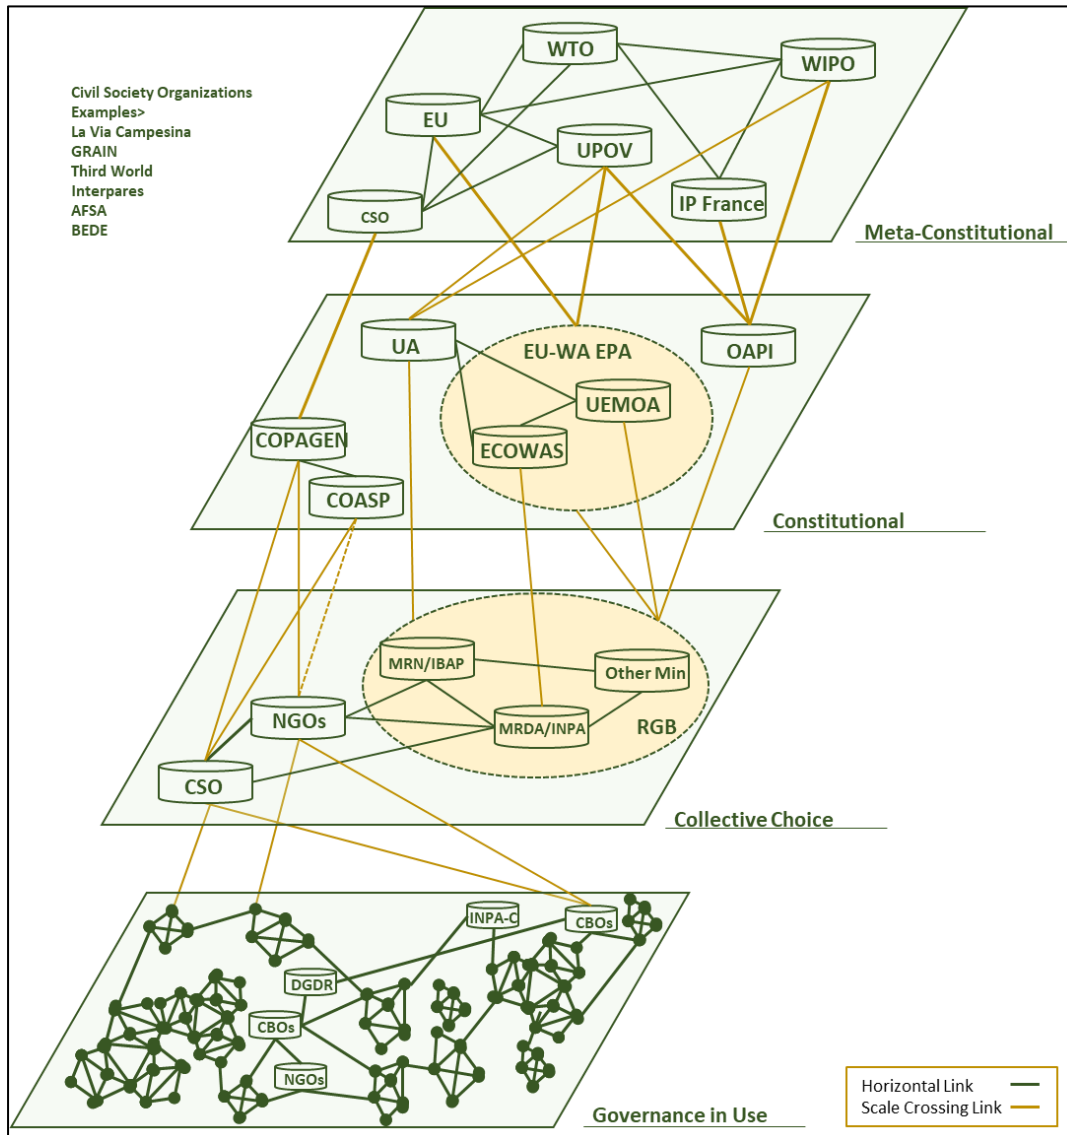 Civil Society Organizations
Examples>
La Via Campesina
GRAIN
Third World
Interpares
AFSA
BEDE
WTO
WIPO
EU
UPOV
IP France
CSO
Meta-Constitutional
UA
EU-WA EPA
OAPI
UEMOA
COPAGEN
ECOWAS
COASP
Constitutional
MRN/IBAP
Other Min
NGOs
MRDA/INPA
RGB
CSO
Collective Choice
INPA-C
CBOs
DGDR
CBOs
NGOs
Governance in Use
Horizontal Link
Scale Crossing Link